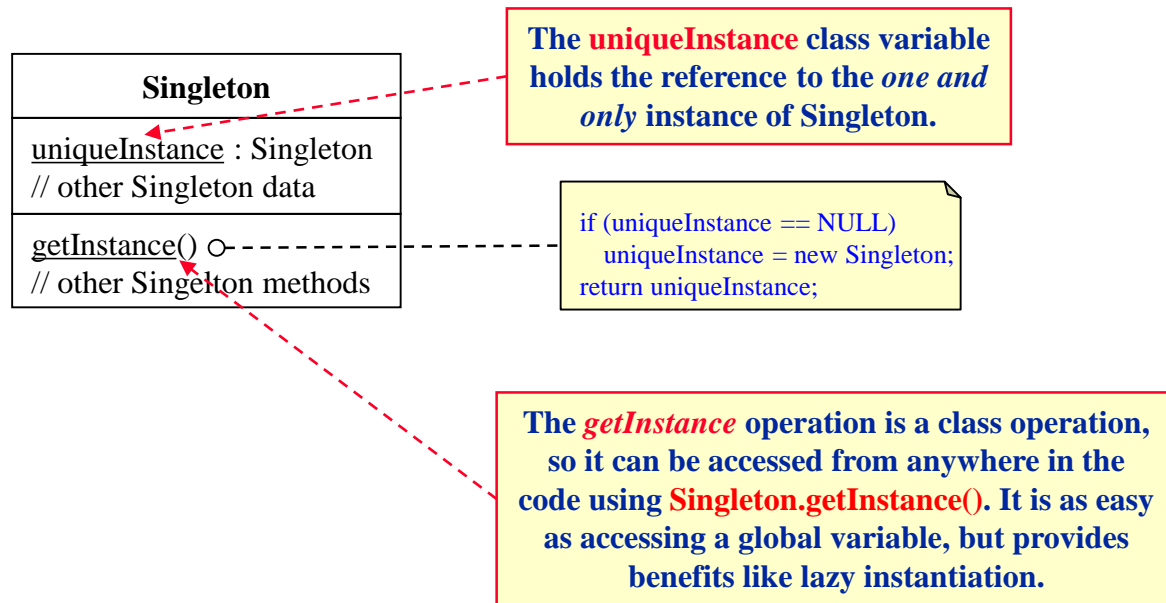 The uniqueInstance class variable
holds the reference to the one and
only instance of Singleton.
Singleton
uniqueInstance : Singleton
// other Singleton data
getInstance()
// other Singelton methods
if (uniqueInstance == NULL)
uniqueInstance = new Singleton;
return uniqueInstance;
The getInstance operation is a class operation,
so it can be accessed from anywhere in the
code using Singleton.getInstance(). It is as easy
as accessing a global variable, but provides
benefits like lazy instantiation.